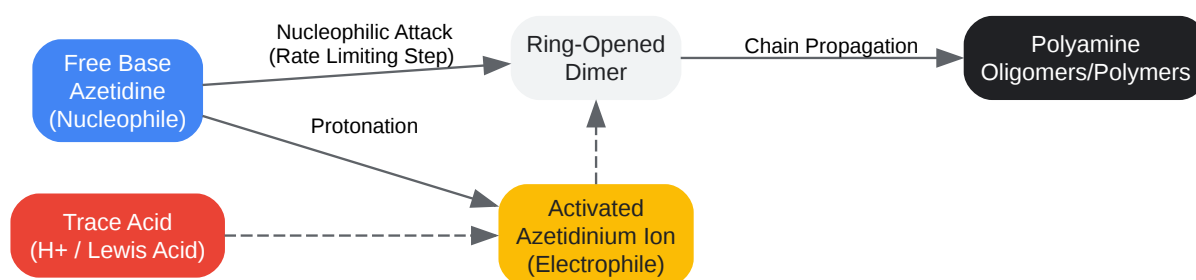 Free Base
Azetidine
(Nucleophile)
Nucleophilic Attack
(Rate Limiting Step)
Ring-Opened
Dimer
Chain Propagation
Polyamine
Oligomers/Polymers
Protonation
Trace Acid
(H+ / Lewis Acid)
Activated
Azetidinium Ion
(Electrophile)